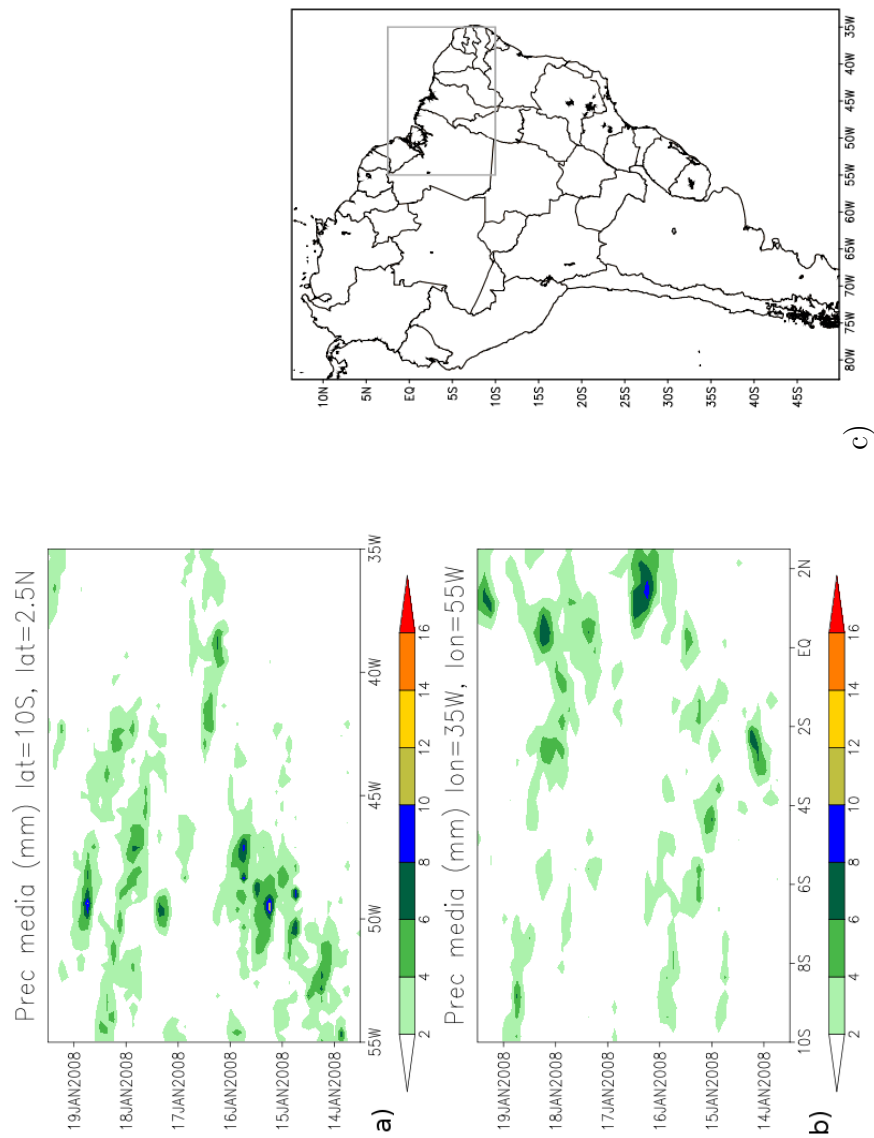 Prec media (mm) lat=10S, lat=2.5N
19JAN2008
18JAN2008
17JAN2008
16JAN2008
15JAN2008
14JAN2008
55W 50W 45W 40W 35W
2 4 6 8 10 12 14 16
a)
Prec media (mm) lon=35W, lon=55W
19JAN2008
18JAN2008
17JAN2008
16JAN2008
15JAN2008
14JAN2008
10S 8S 6S 4S 2S EQ 2N
2 4 6 8 10 12 14 16
b)
10N
5N
EQ
5S
10S
15S
20S
25S
30S
35S
40S
45S
80W 75W 70W 65W 60W 55W 50W 45W 40W 35W
c)